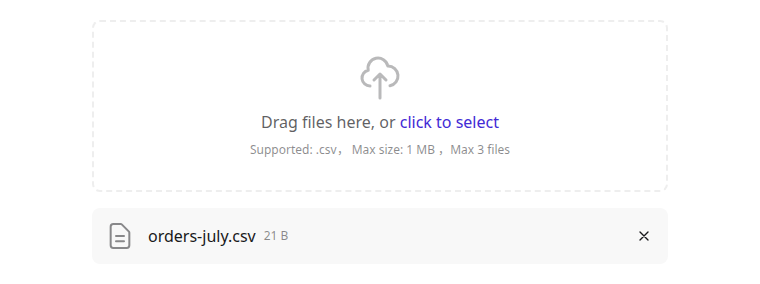 Drag files here, or click to select
Supported: .csv， Max size: 1 MB ，Max 3 files
orders-july.csv 21 B